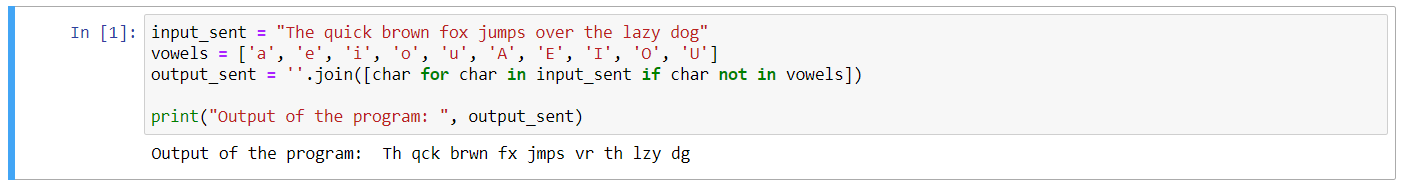 In [1]: input_sent = "The quick brown fox jumps over the lazy dog"
vowels = ['a', 'e', 'i', 'o', 'u', 'A', 'E', 'I', 'O', 'U']
output_sent = ''.join([char for char in input_sent if char not in vowels])
print("Output of the program: ", output_sent)
Output of the program:  Th qck brwn fx jmps vr th lzy dg